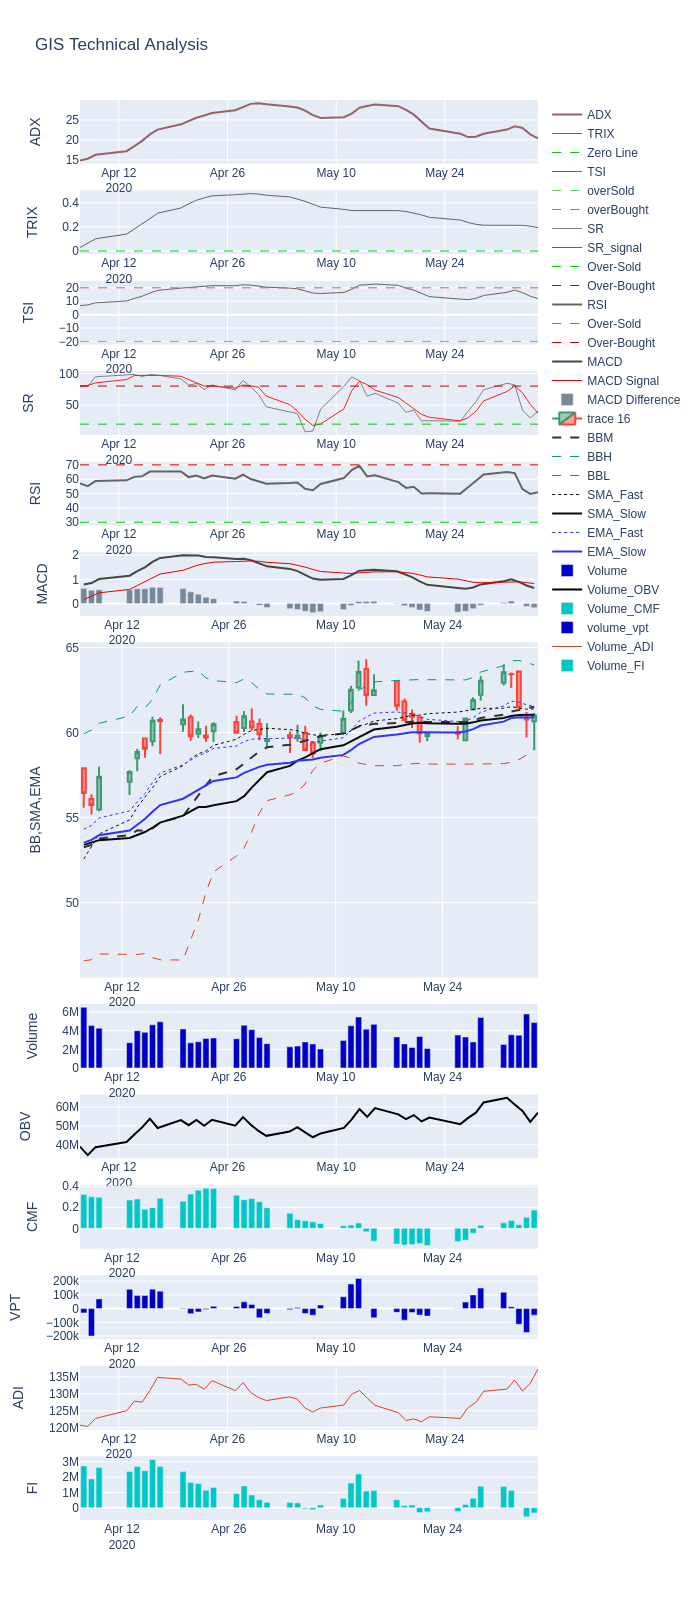 GIS Technical Analysis
ADX
25
20
15
Apr 12
2020
Apr 26
May 10
May 24
TRIX
0.4
0.2
0
Apr 12
2020
Apr 26
May 10
May 24
TSI
20
10
0
−10
−20
Apr 12
2020
Apr 26
May 10
May 24
SR
100
50
Apr 12
2020
Apr 26
May 10
May 24
RSI
70
60
50
40
30
Apr 12
2020
Apr 26
May 10
May 24
MACD
2
1
0
Apr 12
2020
Apr 26
May 10
May 24
BB,SMA,EMA
65
60
55
50
Apr 12
2020
Apr 26
May 10
May 24
Volume
6M
4M
2M
0
Apr 12
2020
Apr 26
May 10
May 24
OBV
60M
50M
40M
Apr 12
2020
Apr 26
May 10
May 24
CMF
0.4
0.2
0
Apr 12
2020
Apr 26
May 10
May 24
VPT
200k
100k
0
−100k
−200k
Apr 12
2020
Apr 26
May 10
May 24
ADI
135M
130M
125M
120M
Apr 12
2020
Apr 26
May 10
May 24
FI
3M
2M
1M
0
Apr 12
2020
Apr 26
May 10
May 24
ADX
TRIX
Zero Line
TSI
overSold
overBought
SR
SR_signal
Over-Sold
Over-Bought
RSI
Over-Sold
Over-Bought
MACD
MACD Signal
MACD Difference
trace 16
BBM
BBH
BBL
SMA_Fast
SMA_Slow
EMA_Fast
EMA_Slow
Volume
Volume_OBV
Volume_CMF
volume_vpt
Volume_ADI
Volume_FI